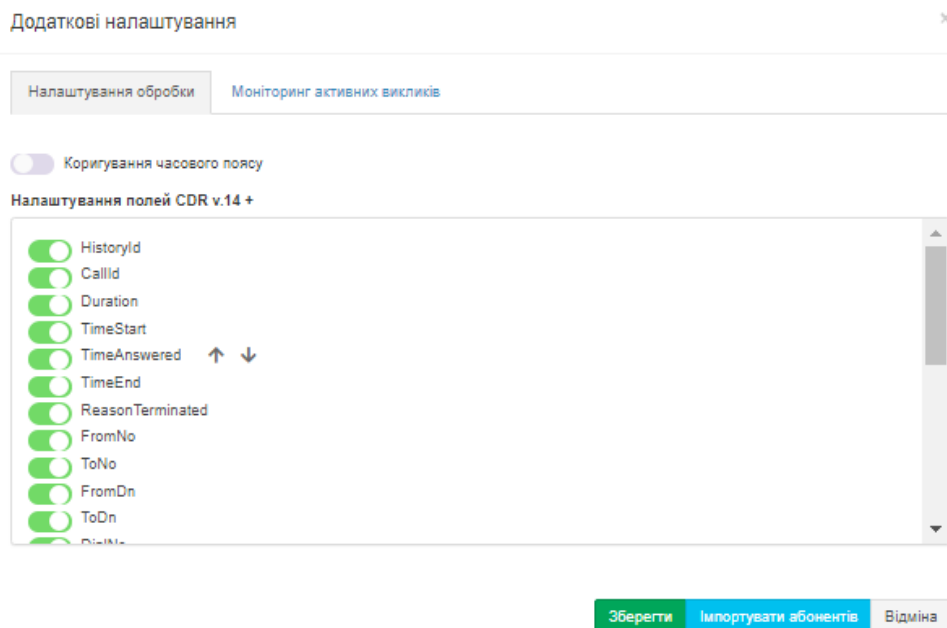 Додаткові налаштування
Налаштування обробки
Моніторинг активних викликів
Коригування часового поясу
Налаштування полей CDR v.14 +
HistoryId
CallId
Duration
TimeStart
TimeAnswered
TimeEnd
ReasonTerminated
FromNo
ToNo
FromDn
ToDn
Зберегти
Імпортувати абонентів
Відміна